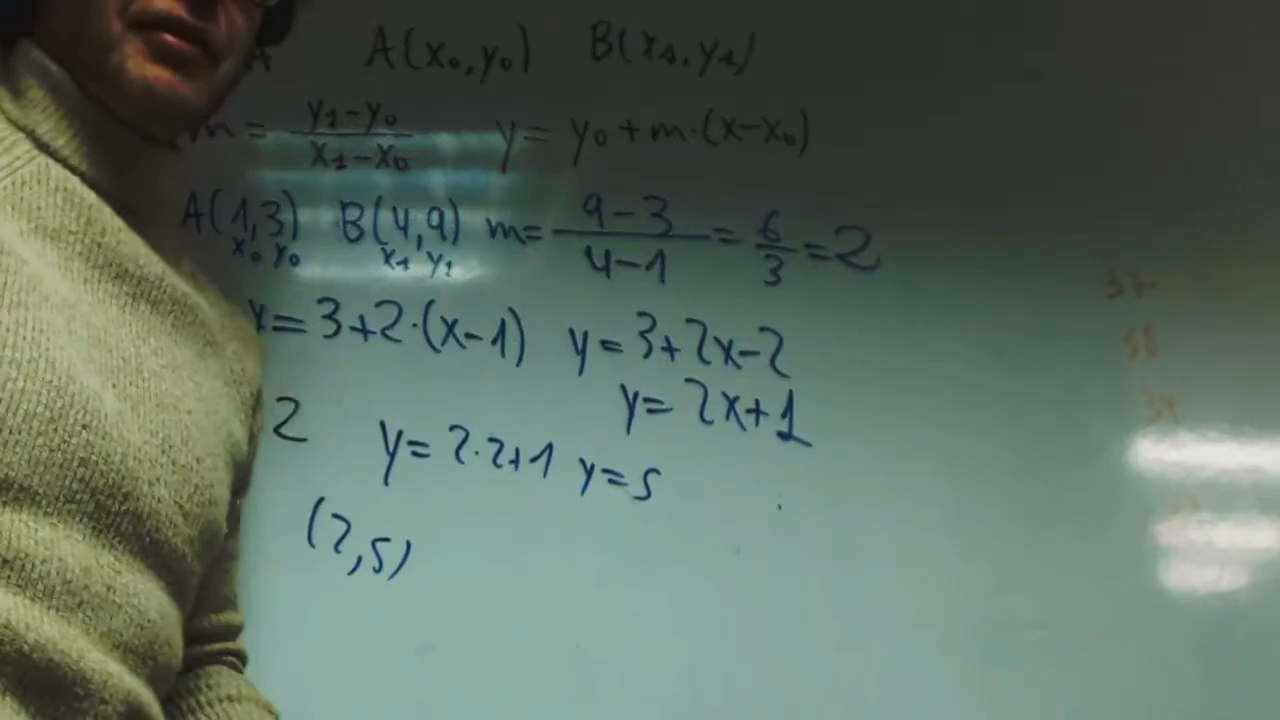 A(x₀,y₀) B(x₁,y₁)
m = (y₁-y₀)/(x₁-x₀) y = y₀+m·(x-x₀)
A(1,3) B(4,9) m = (9-3)/(4-1) = 6/3 = 2
x₀ y₀ x₁ y₁
y = 3+2·(x-1) y = 3+2x-2
y = 2x+1
2 y = 2·2+1 y = 5
(2,5)